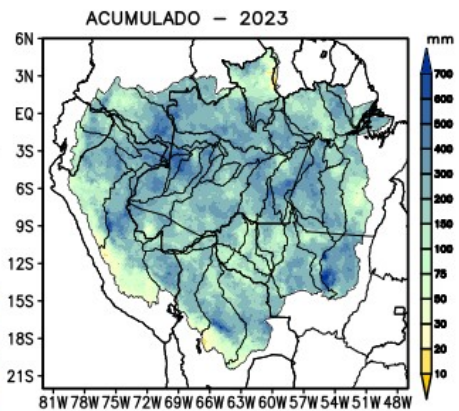 ACUMULADO – 2023
mm
6N
3N
EQ
3S
6S
9S
12S
15S
18S
21S
700
600
500
400
300
200
150
100
75
50
30
20
10
81W 78W 75W 72W 69W 66W 63W 60W 57W 54W 51W 48W